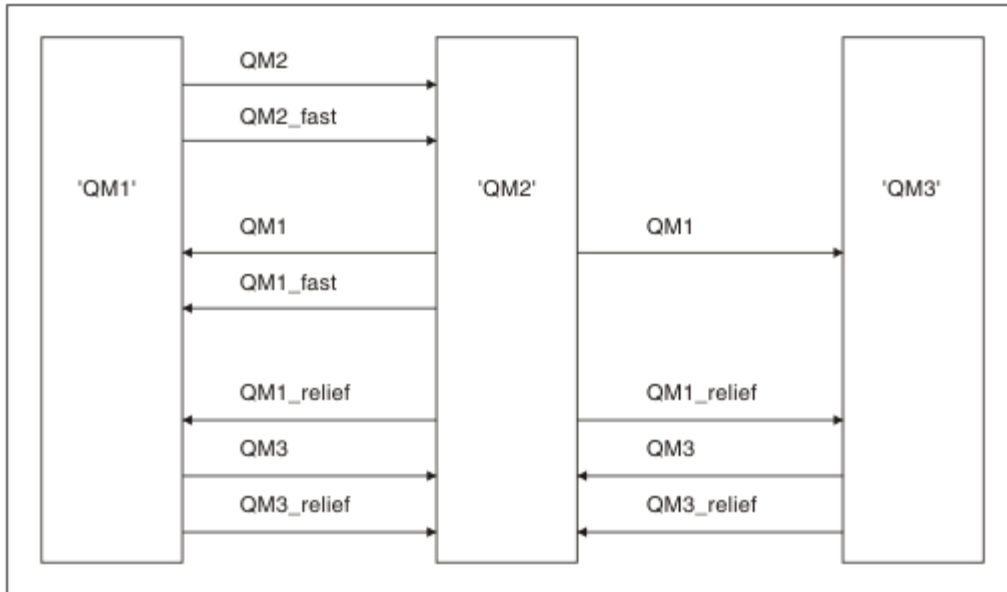 QM2
QM2_fast
'QM1' 'QM2' 'QM3'
QM1 QM1
QM1_fast
QM1_relief QM1_relief
QM3 QM3
QM3_relief QM3_relief